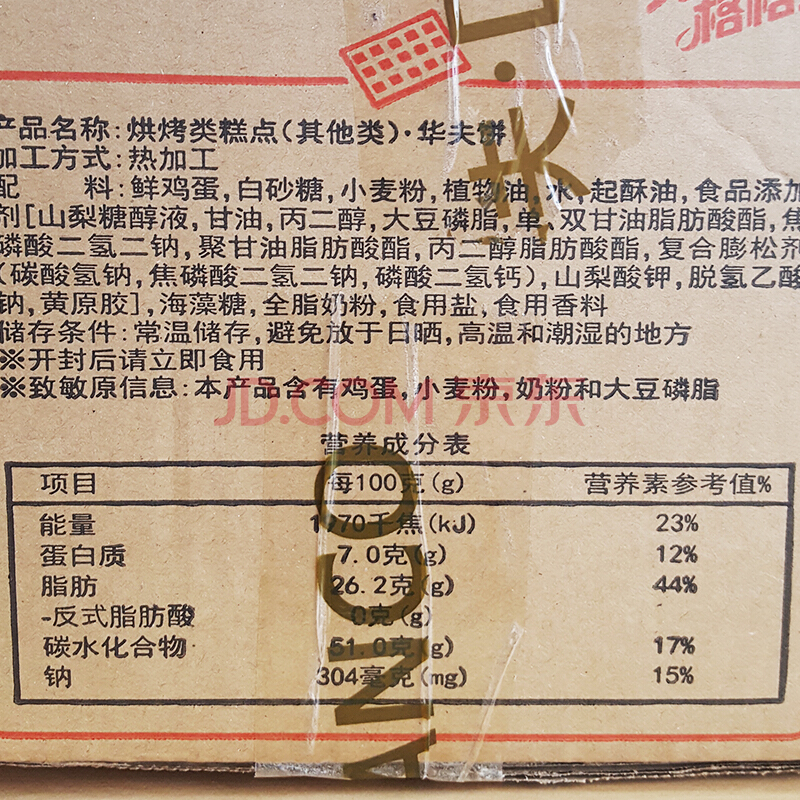 格格
夫·L
产品名称:烘烤类糕点(其他类)·华夫饼
加工方式:热加工
配 料:鲜鸡蛋,白砂糖,小麦粉,植物油,水,起酥油,食品添加
剂[山梨糖醇液,甘油,丙二醇,大豆磷脂,单、双甘油脂肪酸酯,焦
磷酸二氢二钠,聚甘油脂肪酸酯,丙二醇脂肪酸酯,复合膨松剂
(碳酸氢钠,焦磷酸二氢二钠,磷酸二氢钙),山梨酸钾,脱氢乙酸
钠,黄原胶],海藻糖,全脂奶粉,食用盐,食用香料
储存条件:常温储存,避免放于日晒,高温和潮湿的地方
※开封后请立即食用
※致敏原信息:本产品含有鸡蛋,小麦粉,奶粉和大豆磷脂
JD.COM 京东
营养成分表
项目 每100克(g) 营养素参考值%
能量 1970千焦(kJ) 23%
蛋白质 7.0克(g) 12%
脂肪 26.2克(g) 44%
-反式脂肪酸 0克(g)
碳水化合物 51.0克(g) 17%
钠 304毫克(mg) 15%
ANCO